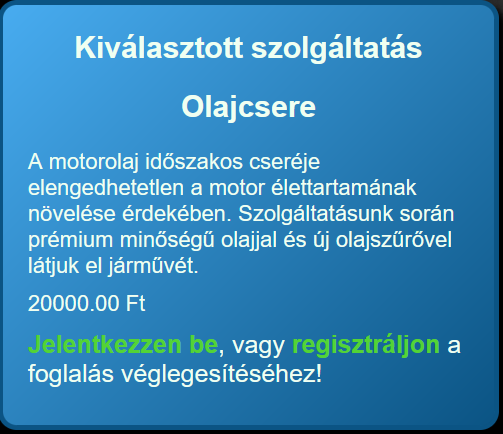 Kiválasztott szolgáltatás
Olajcsere
A motorolaj időszakos cseréje
elengedhetetlen a motor élettartamának
növelése érdekében. Szolgáltatásunk során
prémium minőségű olajjal és új olajszűrővel
látjuk el járművét.
20000.00 Ft
Jelentkezzen be, vagy regisztráljon a
foglalás véglegesítéséhez!